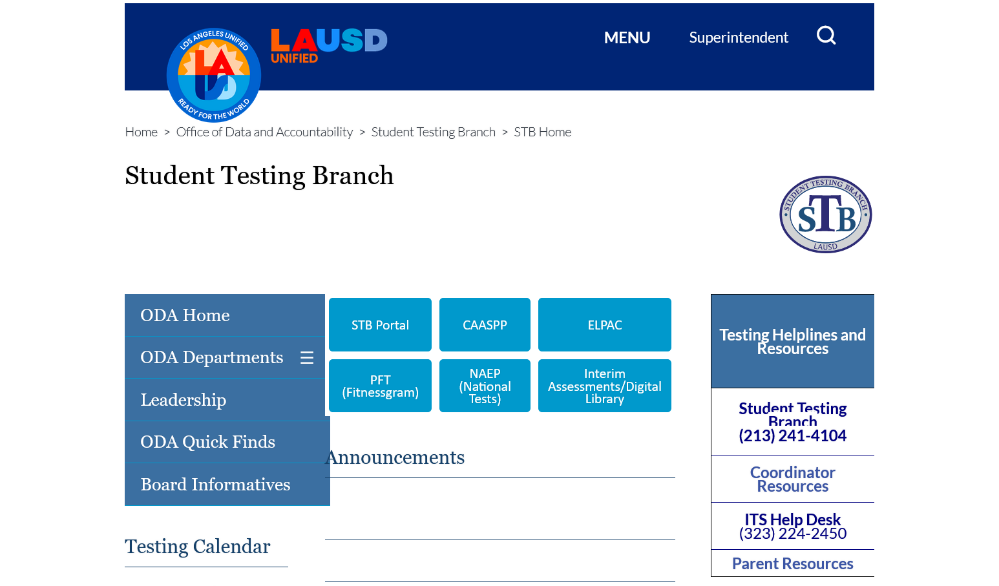 LOS ANGELES UNIFIED
LA
US
READY FOR THE WORLD
LAUSD
UNIFIED
MENU
Superintendent
Home > Office of Data and Accountability > Student Testing Branch > STB Home
Student Testing Branch
STUDENT TESTING BRANCH
STB
LAUSD
ODA Home
ODA Departments
Leadership
ODA Quick Finds
Board Informatives
Testing Calendar
STB Portal
CAASPP
ELPAC
PFT
(Fitnessgram)
NAEP
(National
Tests)
Interim
Assessments/Digital
Library
Announcements
Testing Helplines and
Resources
Student Testing
Branch
(213) 241-4104
Coordinator
Resources
ITS Help Desk
(323) 224-2450
Parent Resources